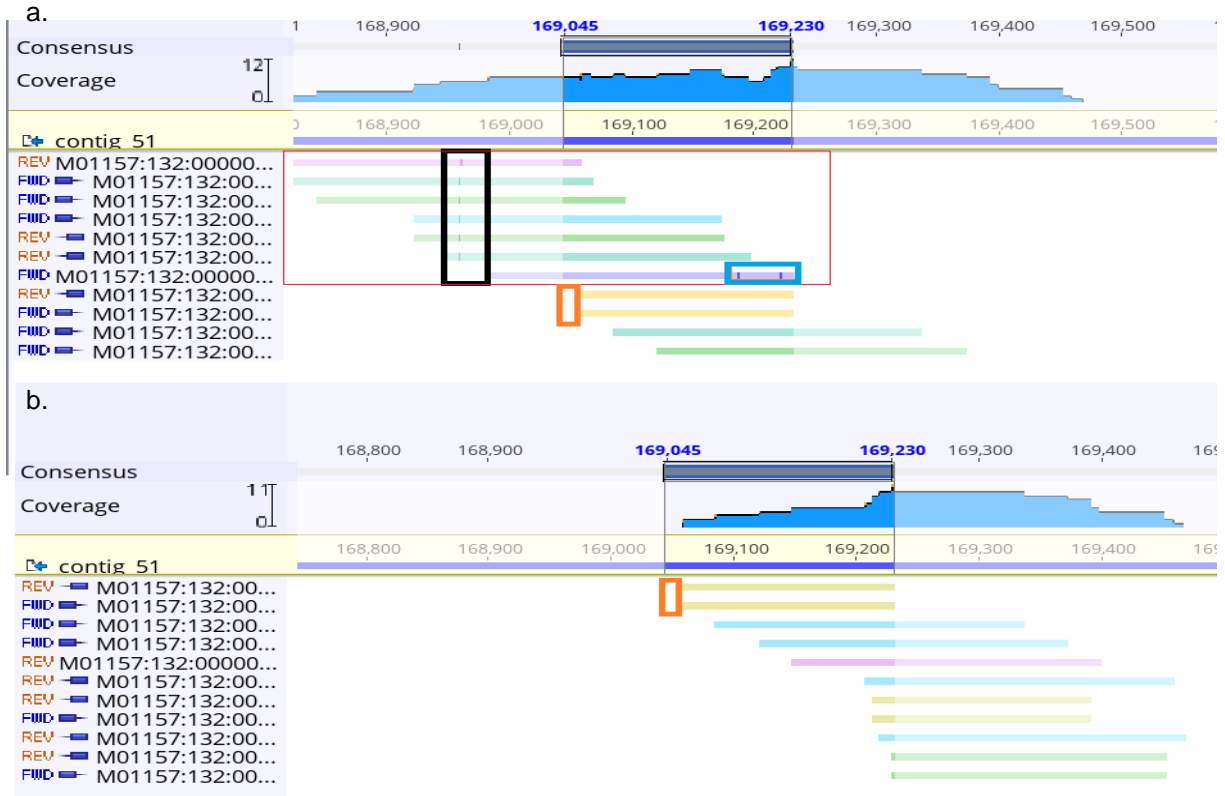 a.
1 168,900 169,045 169,230 169,300 169,400 169,500
Consensus
Coverage 12 0
168,900 169,000 169,100 169,200 169,300 169,400 169,500
contig_51
REV M01157:132:00000...
FWD M01157:132:00...
FWD M01157:132:00...
FWD M01157:132:00...
REV M01157:132:00...
REV M01157:132:00...
FWD M01157:132:00000...
REV M01157:132:00...
FWD M01157:132:00...
FWD M01157:132:00...
FWD M01157:132:00...
b.
168,800 168,900 169,045 169,230 169,300 169,400
Consensus
Coverage 11 0
168,800 168,900 169,000 169,100 169,200 169,300 169,400
contig_51
REV M01157:132:00...
FWD M01157:132:00...
FWD M01157:132:00...
FWD M01157:132:00...
REV M01157:132:00000...
REV M01157:132:00...
REV M01157:132:00...
FWD M01157:132:00...
REV M01157:132:00...
REV M01157:132:00...
FWD M01157:132:00...